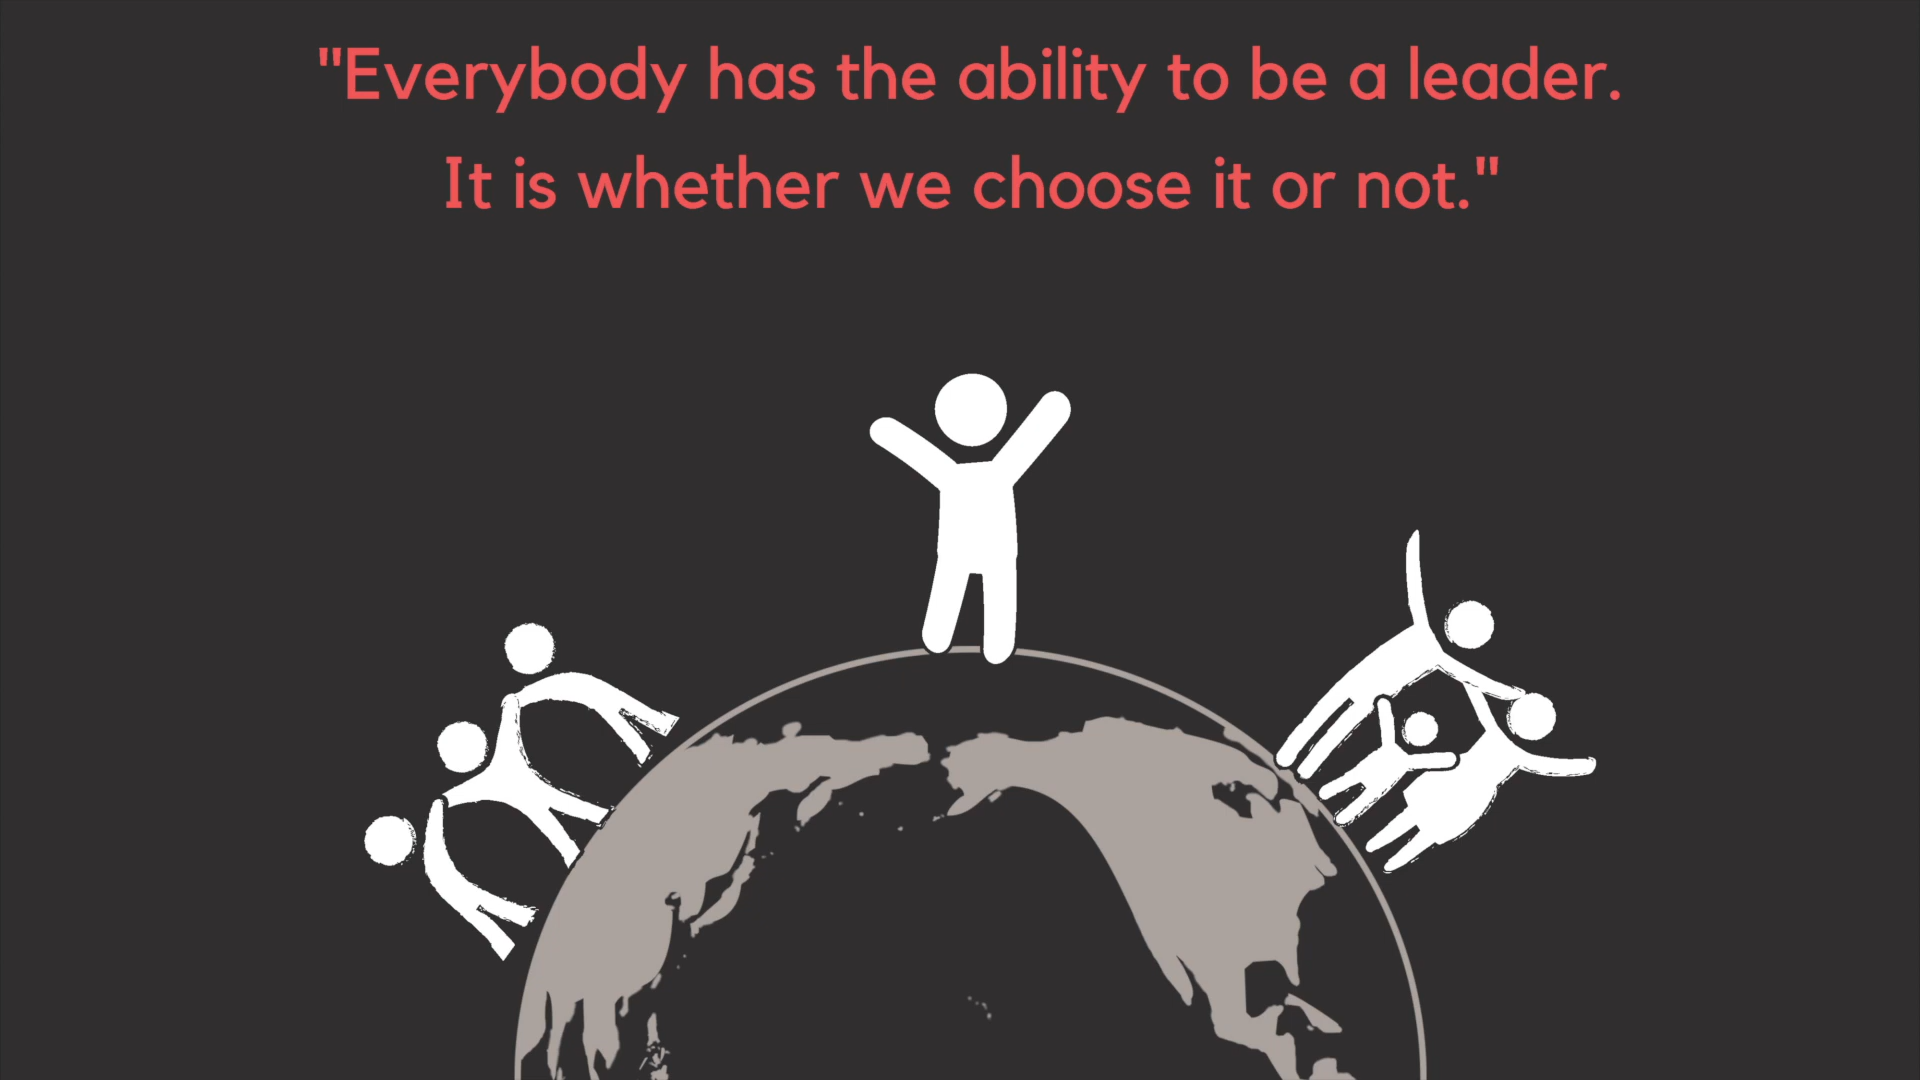 "Everybody has the ability to be a leader.
It is whether we choose it or not."